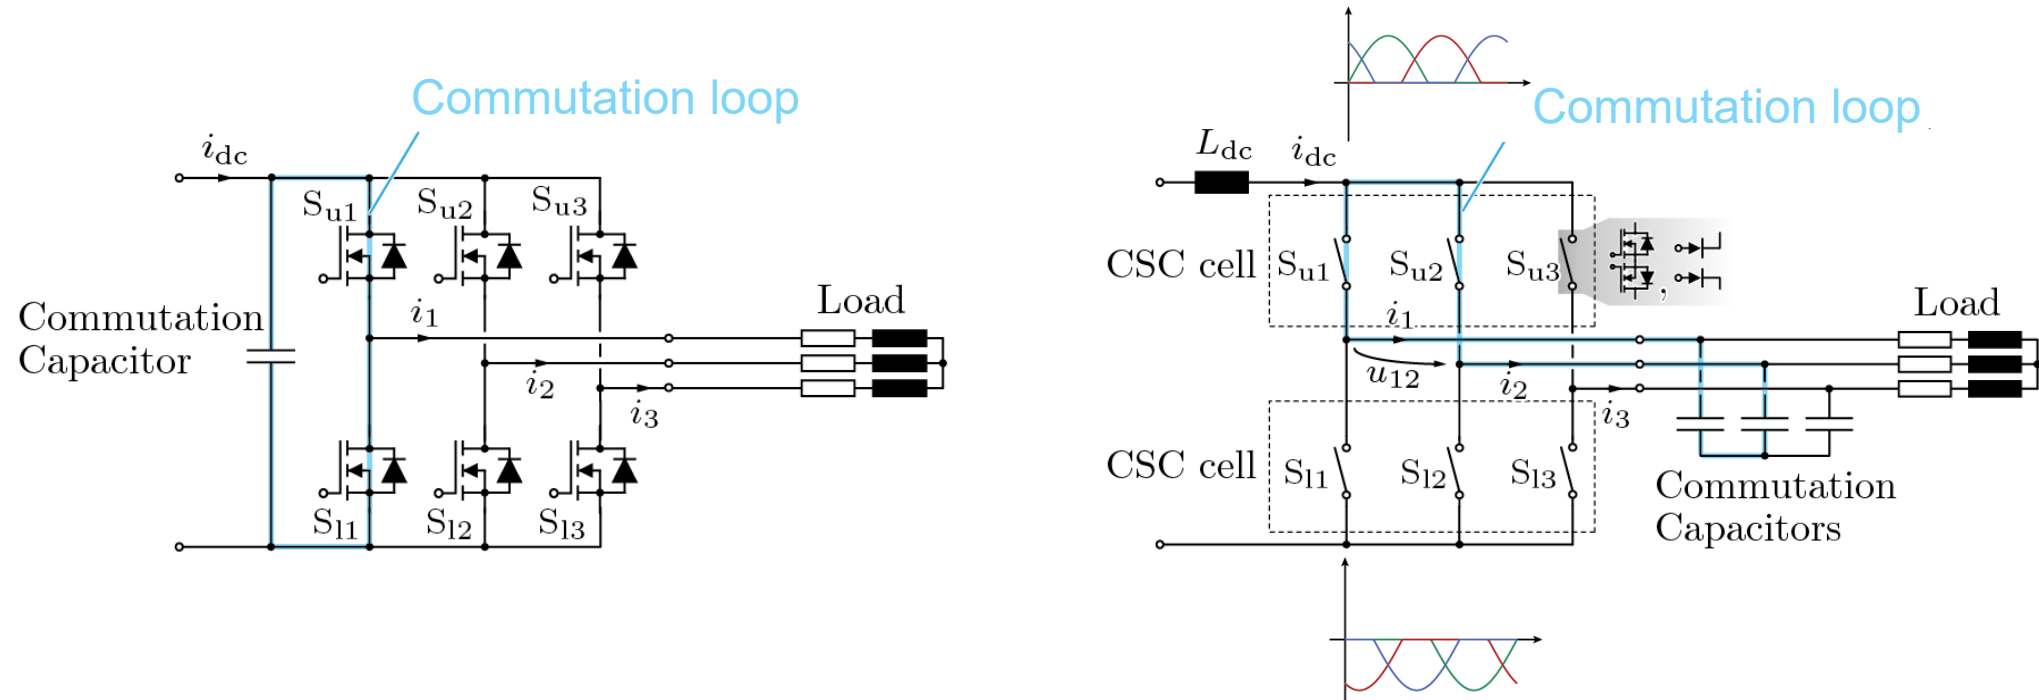 Commutation loop
i_dc
S_u1
S_u2
S_u3
Commutation
Capacitor
i_1
i_2
i_3
Load
S_l1
S_l2
S_l3
Commutation loop
L_dc
i_dc
CSC cell
S_u1
S_u2
S_u3
,
i_1
u_12
i_2
i_3
Load
CSC cell
S_l1
S_l2
S_l3
Commutation
Capacitors